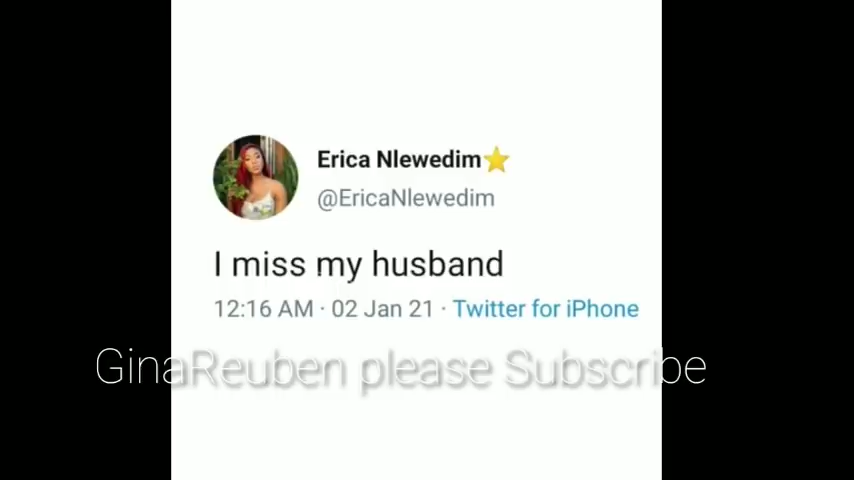 Erica Nlewedim⭐
@EricaNlewedim
I miss my husband
12:16 AM · 02 Jan 21 · Twitter for iPhone
GinaReuben please Subscribe